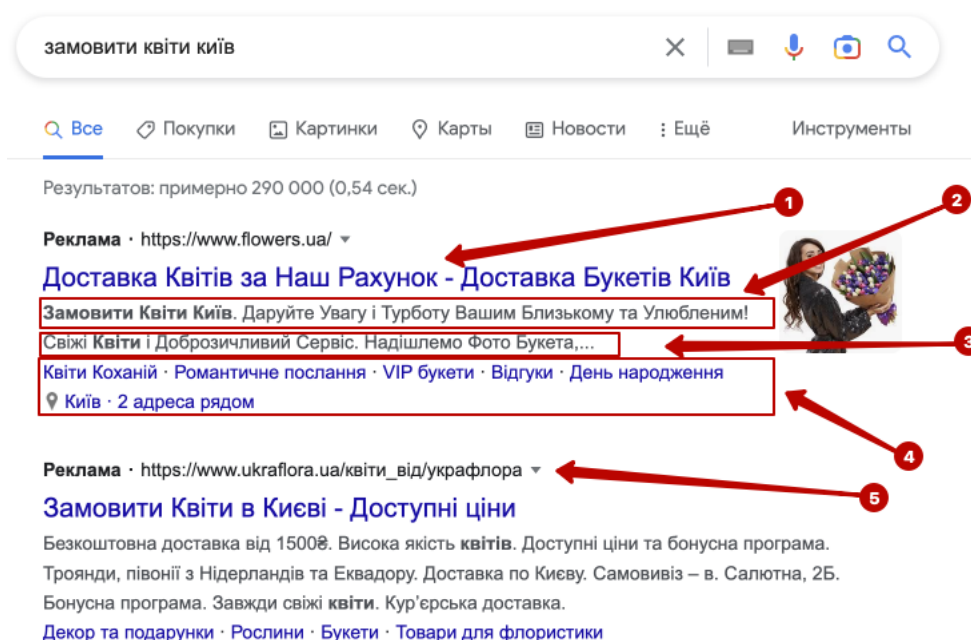 замовити квіти київ
Все Покупки Картинки Карты Новости Ещё Инструменты
Результатов: примерно 290 000 (0,54 сек.)
1
2
Реклама · https://www.flowers.ua/
Доставка Квітів за Наш Рахунок - Доставка Букетів Київ
Замовити Квіти Київ. Даруйте Увагу і Турботу Вашим Близькому та Улюбленим!
Свіжі Квіти і Доброзичливий Сервіс. Надішлемо Фото Букета,...
3
Квіти Коханій · Романтичне послання · VIP букети · Відгуки · День народження
Київ · 2 адреса рядом
4
Реклама · https://www.ukraflora.ua/квіти_від/украфлора
5
Замовити Квіти в Києві - Доступні ціни
Безкоштовна доставка від 1500₴. Висока якість квітів. Доступні ціни та бонусна програма.
Троянди, півонії з Нідерландів та Еквадору. Доставка по Києву. Самовивіз – в. Салютна, 2Б.
Бонусна програма. Завжди свіжі квіти. Кур'єрська доставка.
Декор та подарунки · Рослини · Букети · Товари для флористики